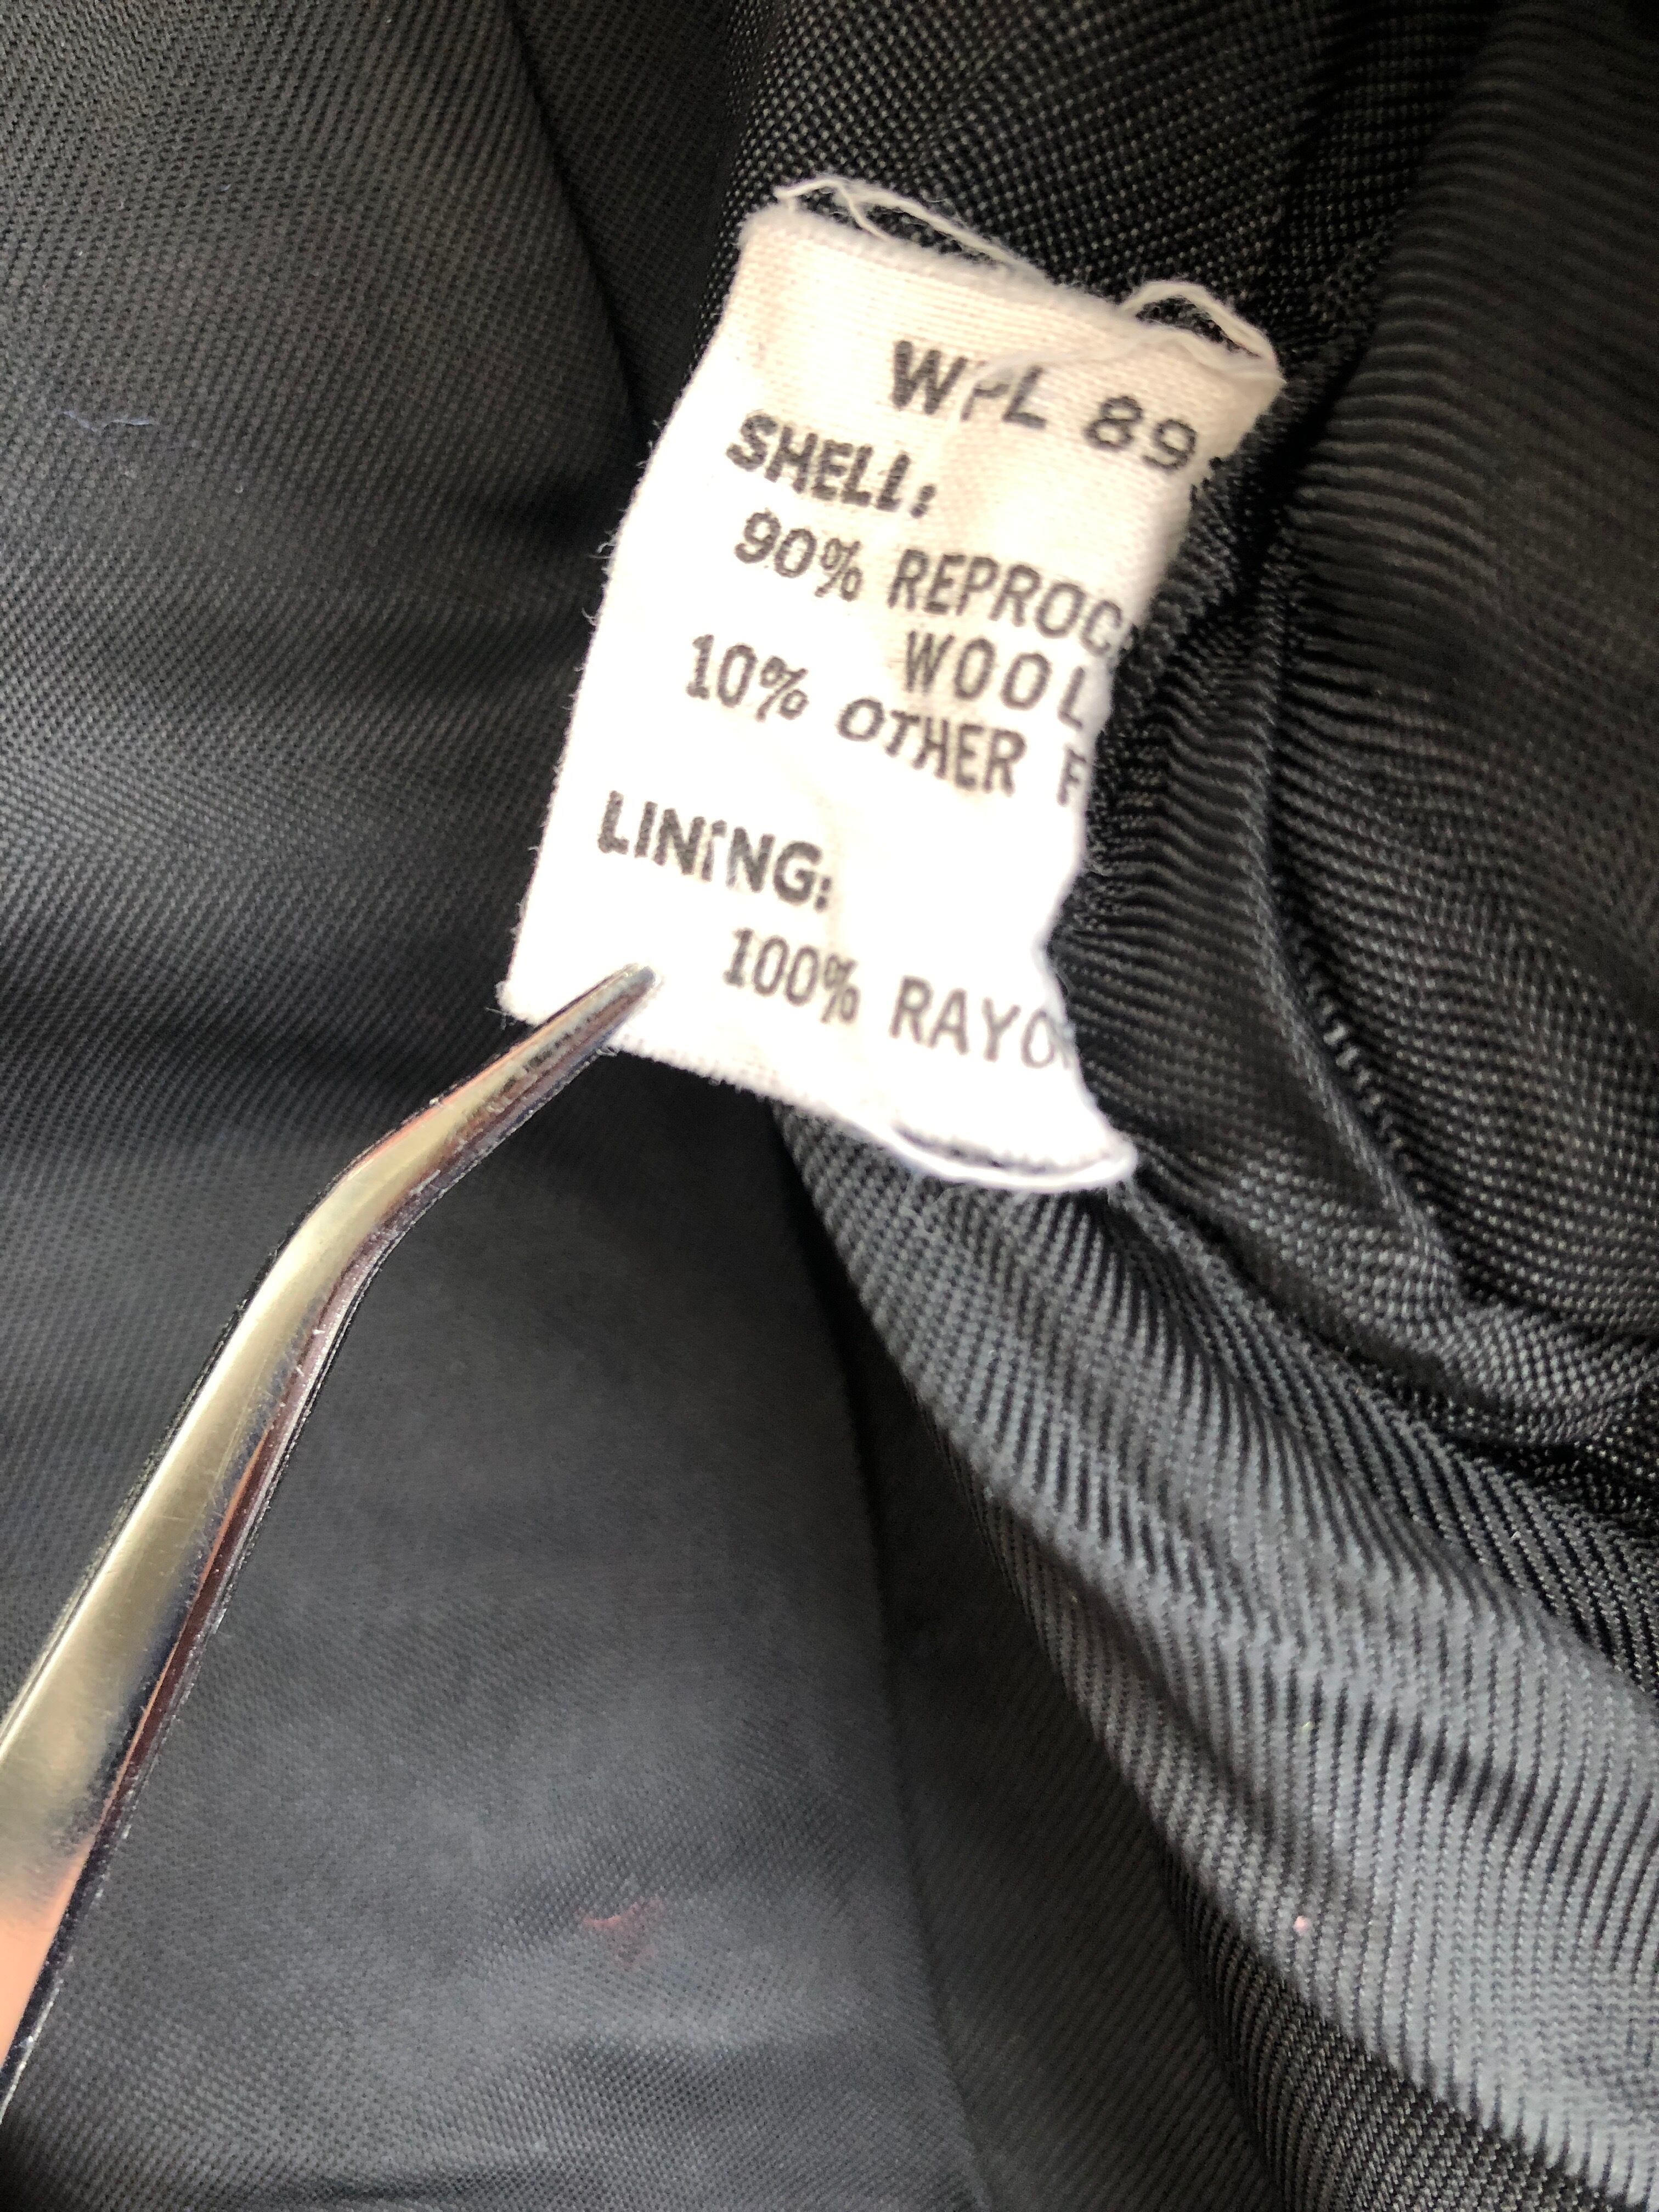 WPL 89
SHELL:
90% REPROC
WOOL
10% OTHER F
LINING:
100% RAYO